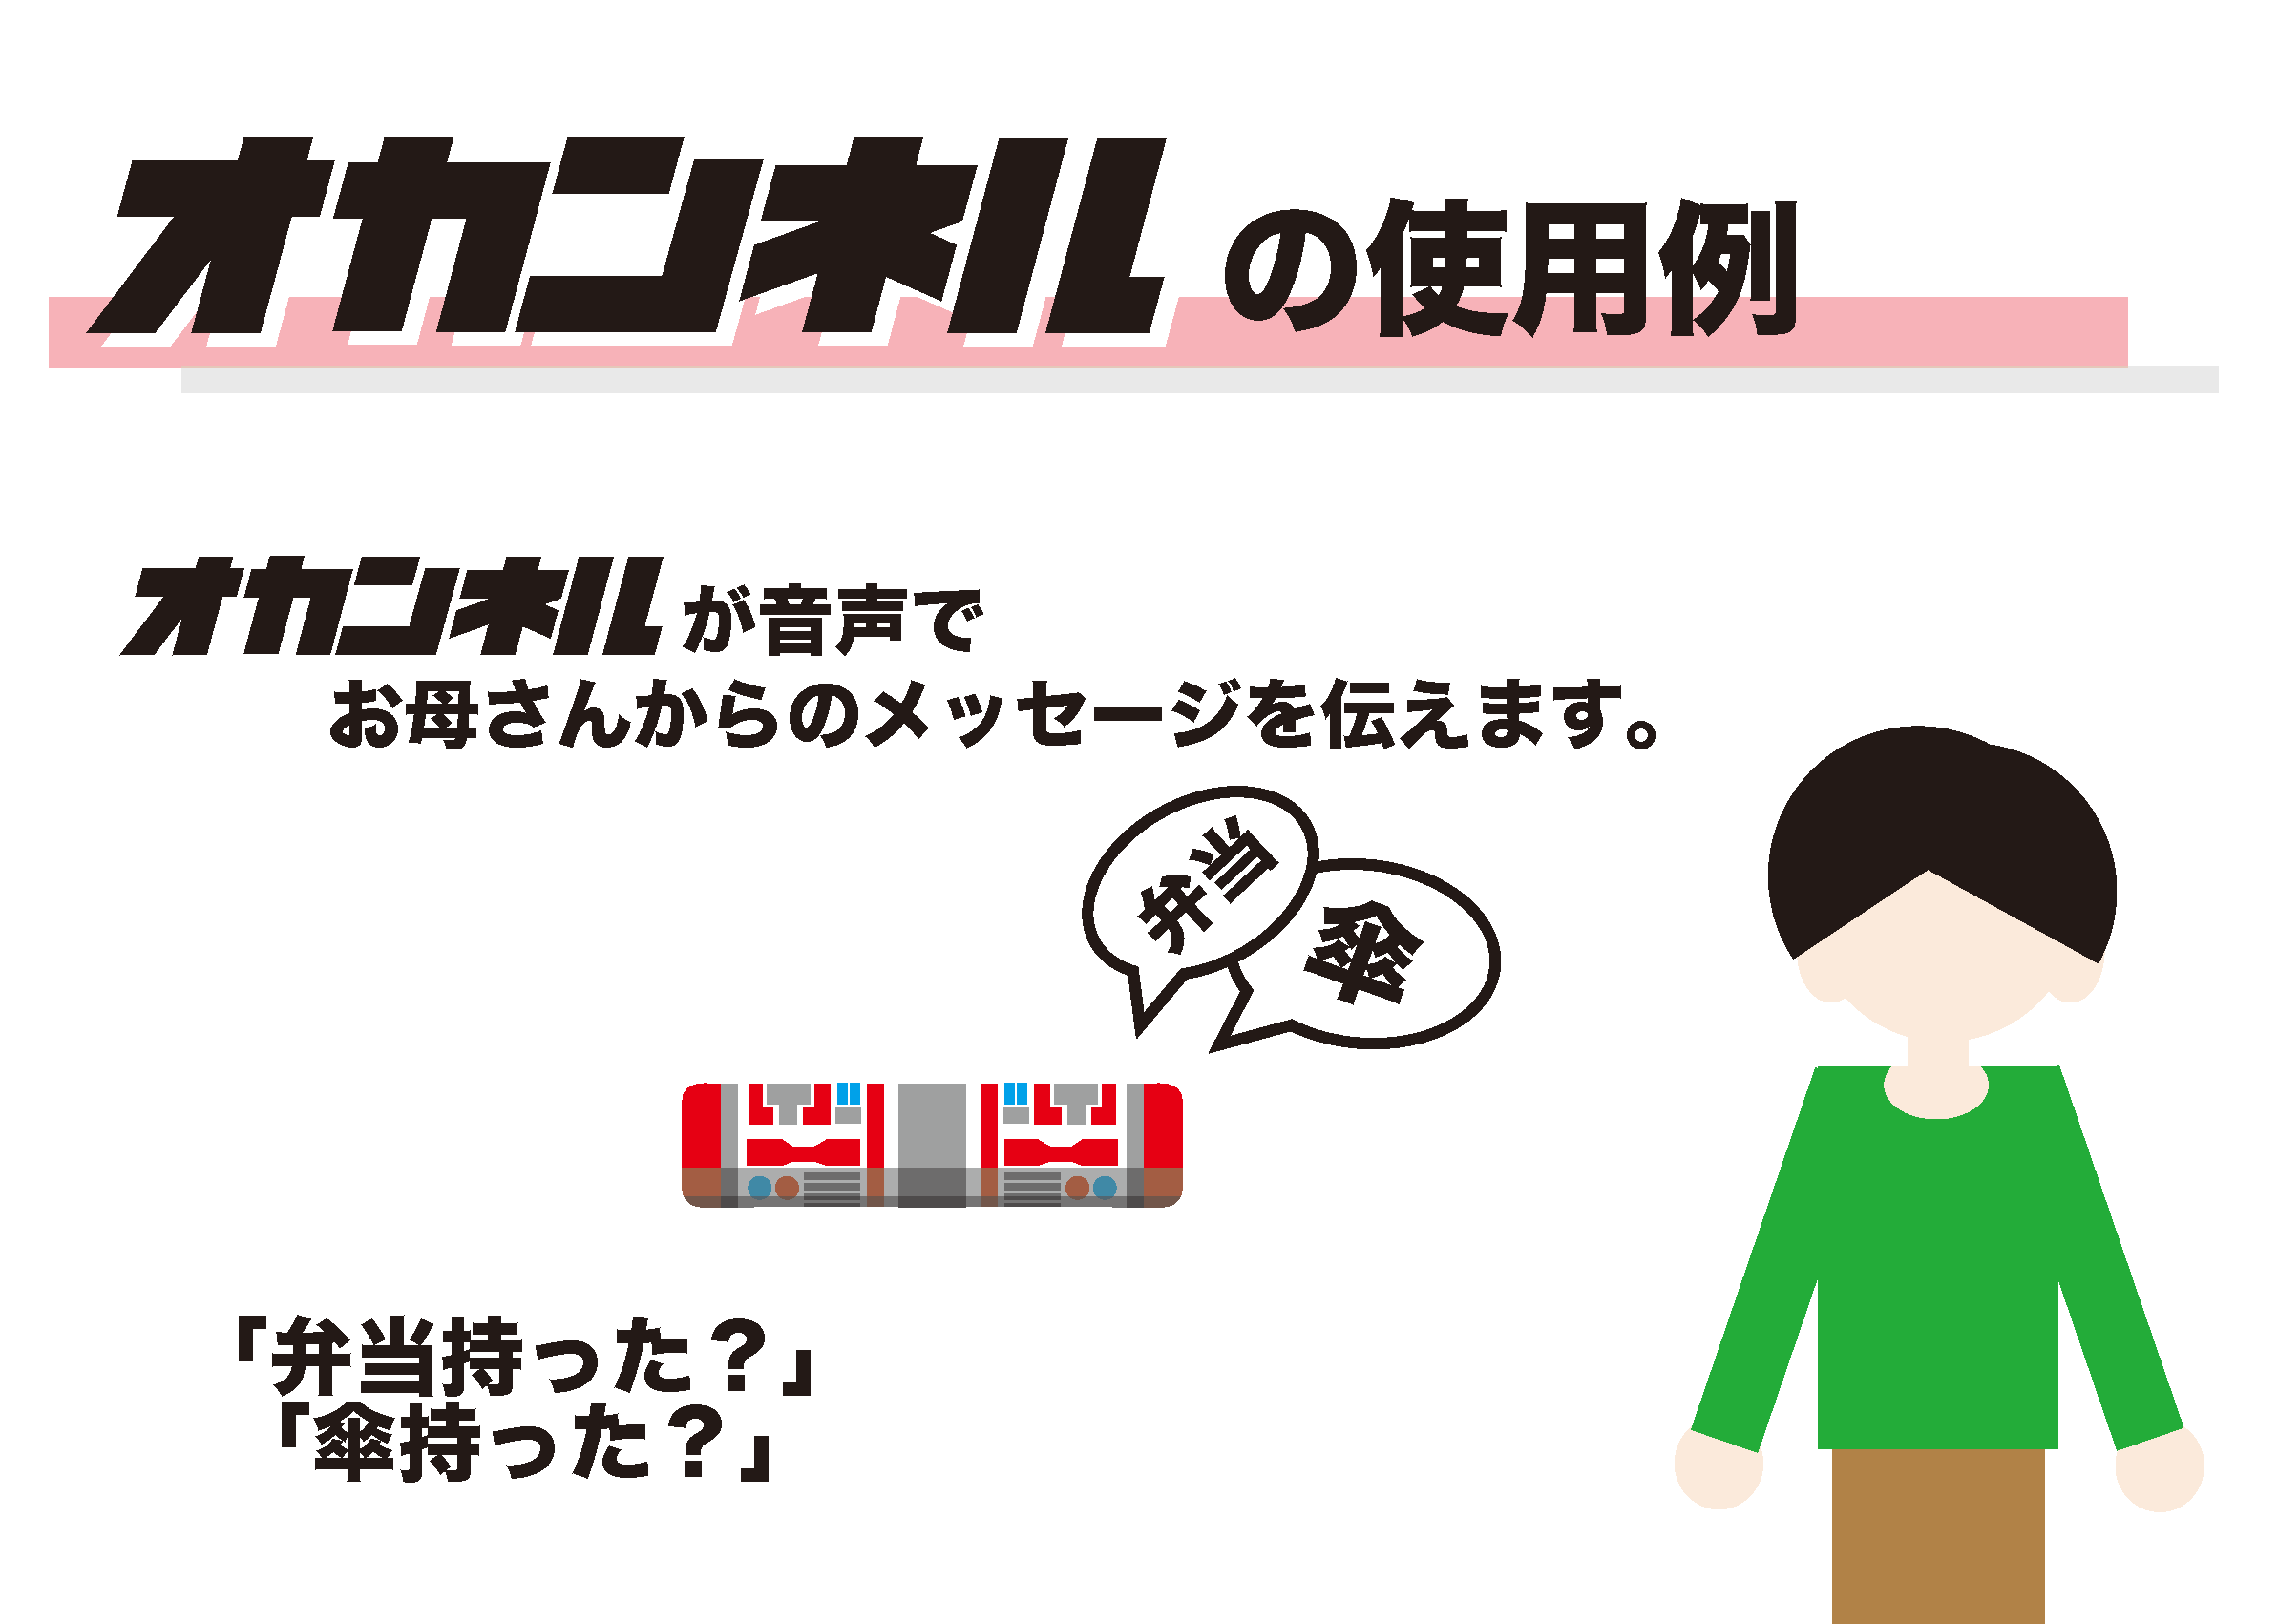 オカンネルの使用例
オカンネルが音声で
お母さんからのメッセージを伝えます。
弁当
傘
「弁当持った？」
「傘持った？」